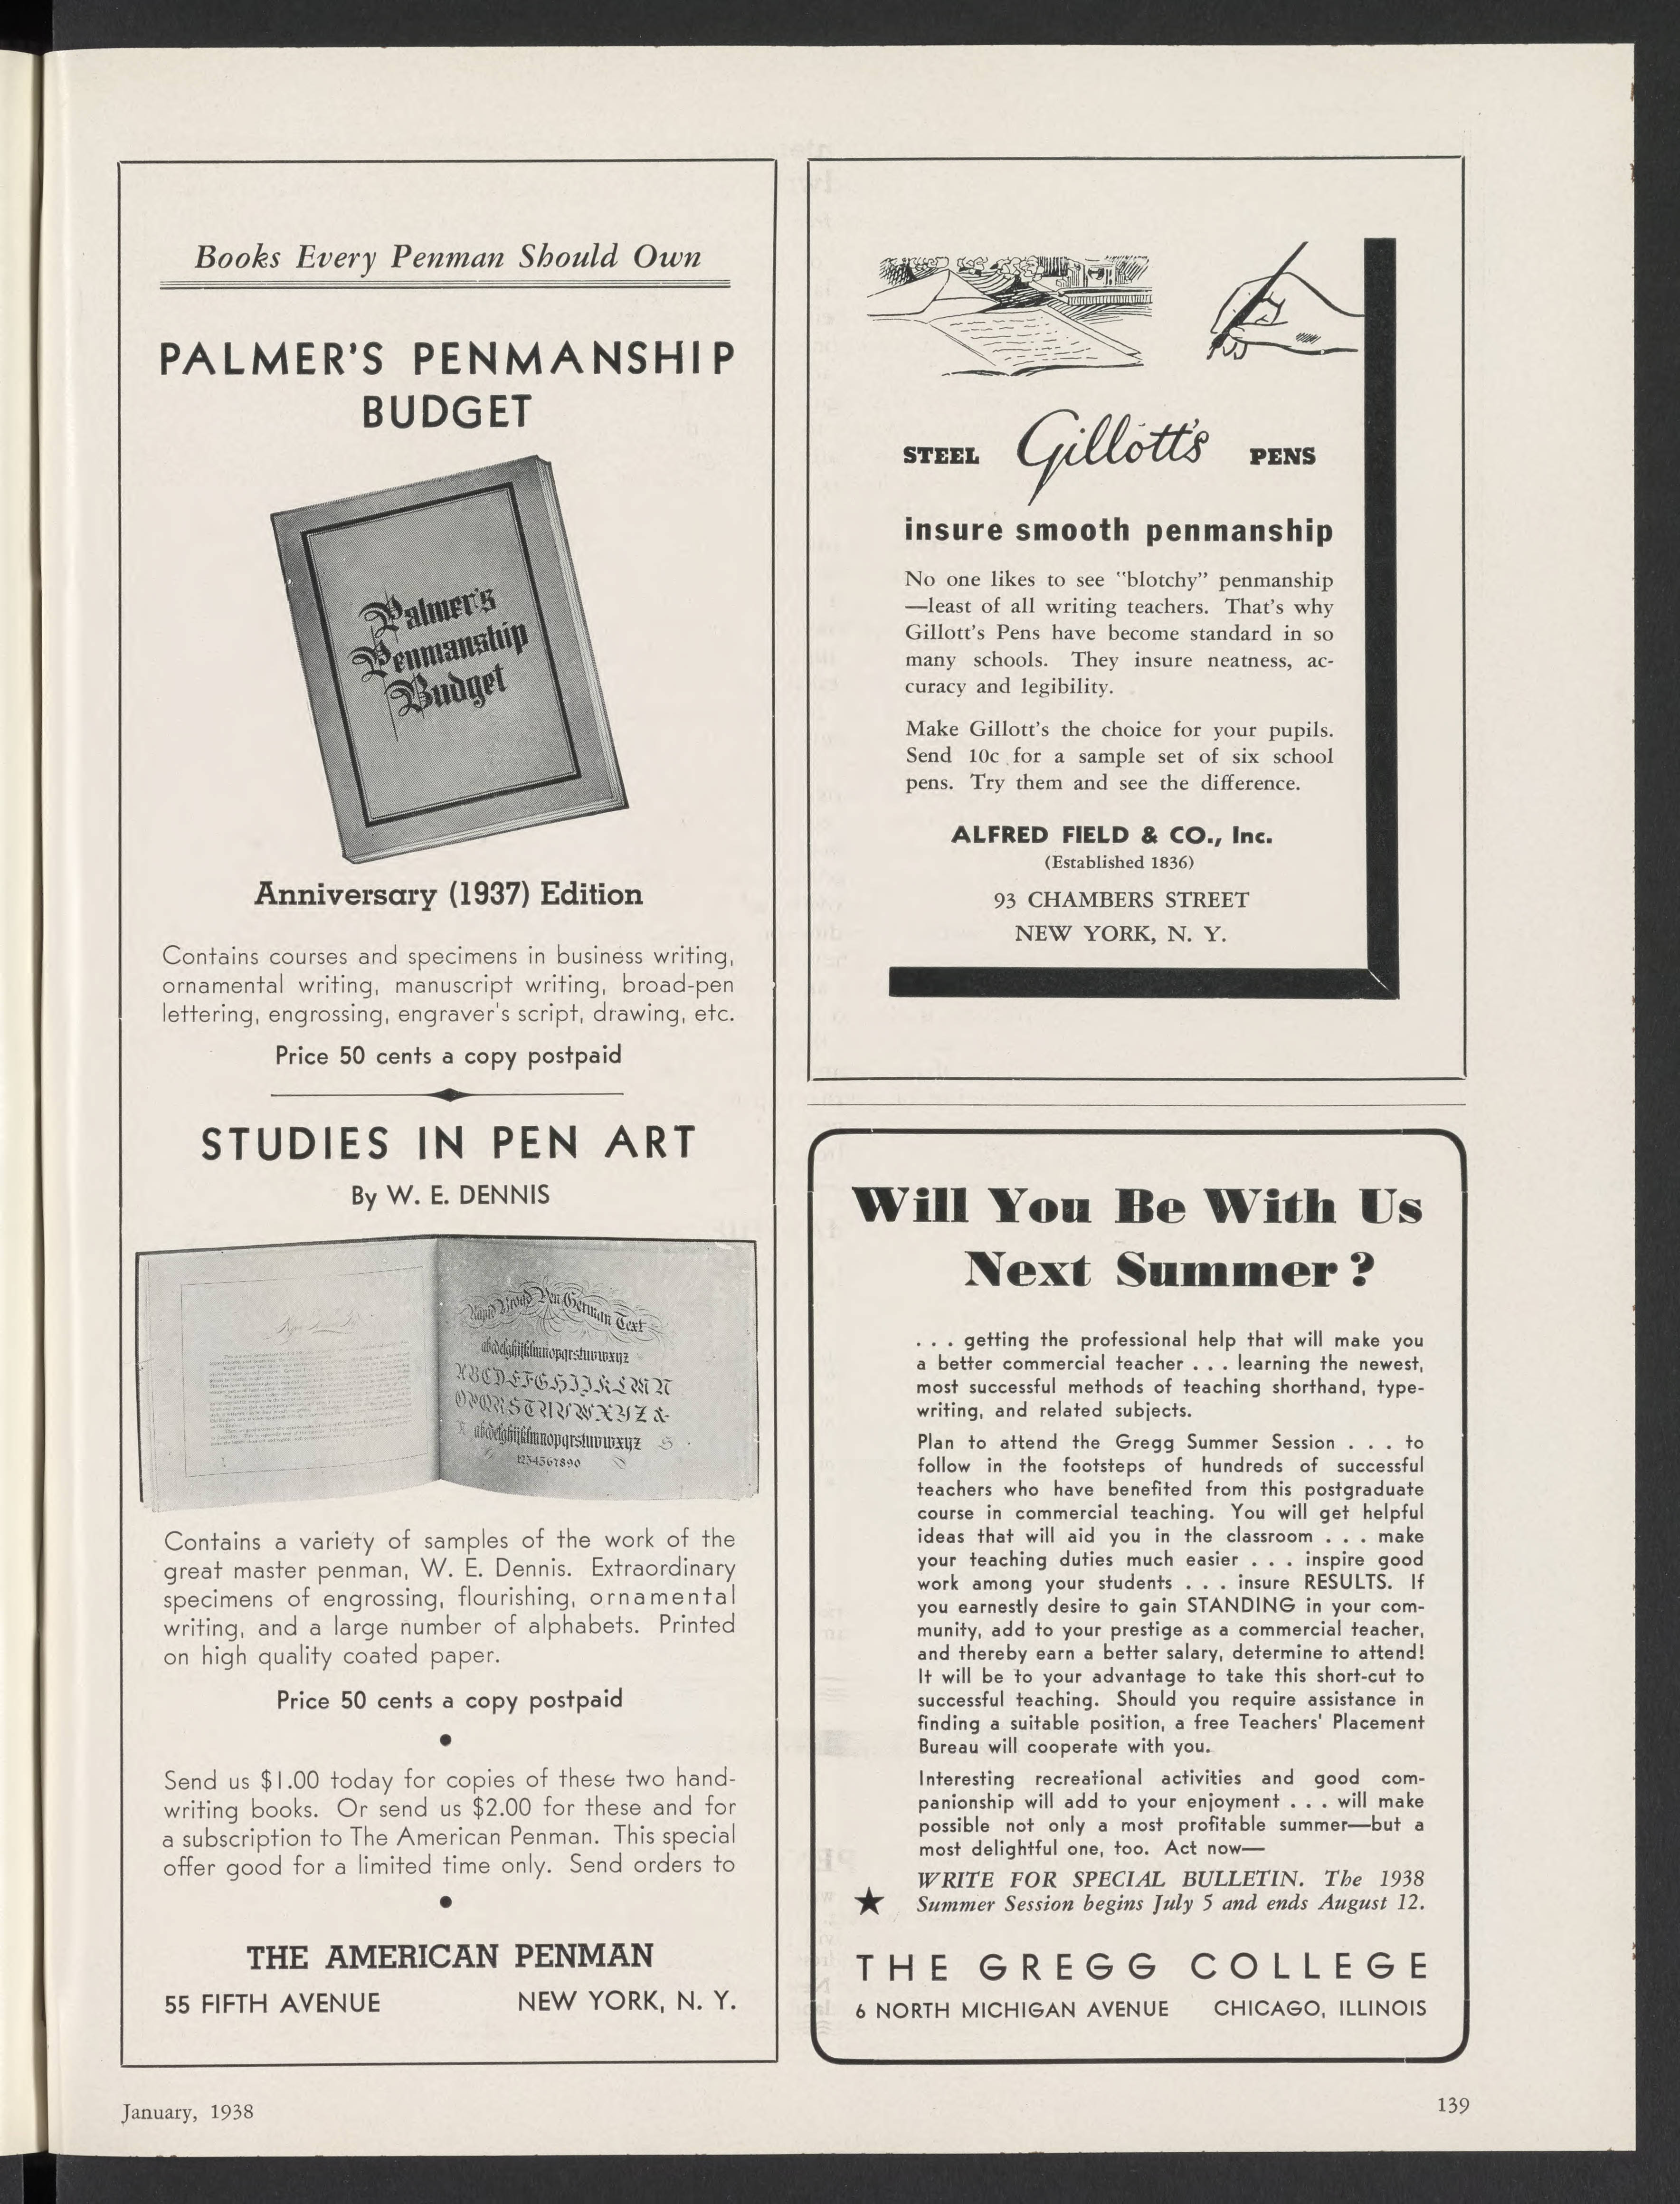 Books Every Penman Should Own
PALMER'S PENMANSHIP
BUDGET
Palmer's
Penmanship
Budget
Anniversary (1937) Edition
Contains courses and specimens in business writing,
ornamental writing, manuscript writing, broad-pen
lettering, engrossing, engraver's script, drawing, etc.
Price 50 cents a copy postpaid
STUDIES IN PEN ART
By W. E. DENNIS
Rapid Broad Pen German Text
abcdefghijklmnopqrstuvwxyz
ABCDEFGHIJKLMN
OPQRSTUVWXYZ &
abcdefghijklmnopqrstuvwxyz
1234567890
Contains a variety of samples of the work of the
great master penman, W. E. Dennis. Extraordinary
specimens of engrossing, flourishing, ornamental
writing, and a large number of alphabets. Printed
on high quality coated paper.
Price 50 cents a copy postpaid
Send us $1.00 today for copies of these two hand-
writing books. Or send us $2.00 for these and for
a subscription to The American Penman. This special
offer good for a limited time only. Send orders to
THE AMERICAN PENMAN
55 FIFTH AVENUE NEW YORK, N. Y.
STEEL Gillott's PENS
insure smooth penmanship
No one likes to see "blotchy" penmanship
—least of all writing teachers. That's why
Gillott's Pens have become standard in so
many schools. They insure neatness, ac-
curacy and legibility.
Make Gillott's the choice for your pupils.
Send 10c for a sample set of six school
pens. Try them and see the difference.
ALFRED FIELD & CO., Inc.
(Established 1836)
93 CHAMBERS STREET
NEW YORK, N. Y.
Will You Be With Us
Next Summer?
. . . getting the professional help that will make you
a better commercial teacher . . . learning the newest,
most successful methods of teaching shorthand, type-
writing, and related subjects.
Plan to attend the Gregg Summer Session . . . to
follow in the footsteps of hundreds of successful
teachers who have benefited from this postgraduate
course in commercial teaching. You will get helpful
ideas that will aid you in the classroom . . . make
your teaching duties much easier . . . inspire good
work among your students . . . insure RESULTS. If
you earnestly desire to gain STANDING in your com-
munity, add to your prestige as a commercial teacher,
and thereby earn a better salary, determine to attend!
It will be to your advantage to take this short-cut to
successful teaching. Should you require assistance in
finding a suitable position, a free Teachers' Placement
Bureau will cooperate with you.
Interesting recreational activities and good com-
panionship will add to your enjoyment . . . will make
possible not only a most profitable summer—but a
most delightful one, too. Act now—
WRITE FOR SPECIAL BULLETIN. The 1938
★ Summer Session begins July 5 and ends August 12.
THE GREGG COLLEGE
6 NORTH MICHIGAN AVENUE CHICAGO, ILLINOIS
January, 1938
139